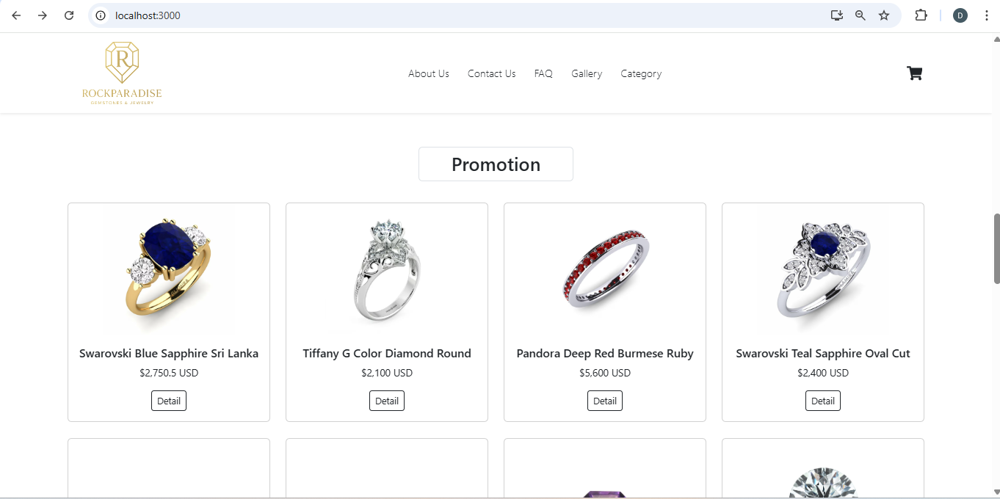 localhost:3000
D
R
ROCKPARADISE
GEMSTONES & JEWELRY
About Us
Contact Us
FAQ
Gallery
Category
Promotion
Swarovski Blue Sapphire Sri Lanka
$2,750.5 USD
Detail
Tiffany G Color Diamond Round
$2,100 USD
Detail
Pandora Deep Red Burmese Ruby
$5,600 USD
Detail
Swarovski Teal Sapphire Oval Cut
$2,400 USD
Detail